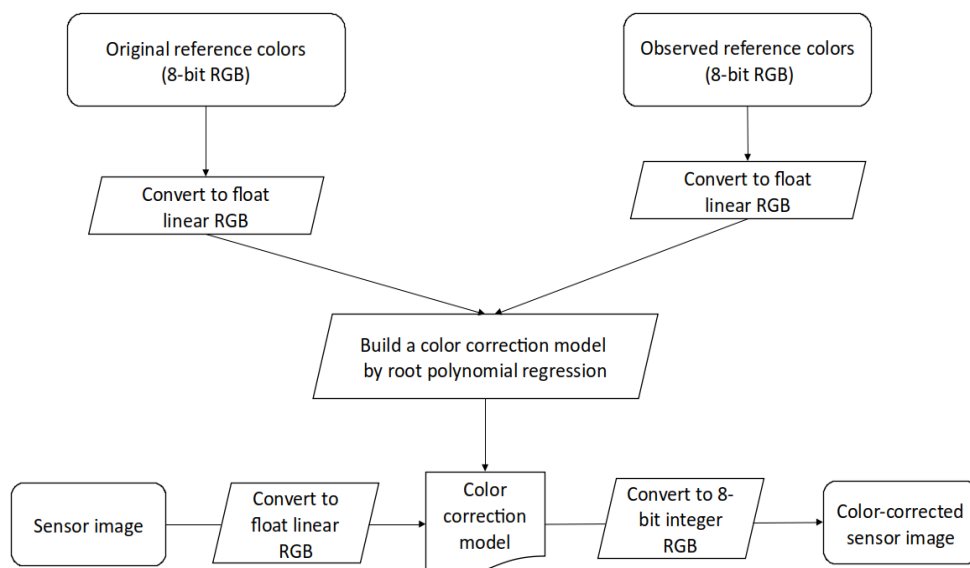 Original reference colors
(8-bit RGB)
Observed reference colors
(8-bit RGB)
Convert to float
linear RGB
Convert to float
linear RGB
Build a color correction model
by root polynomial regression
Sensor image
Convert to
float linear
RGB
Color
correction
model
Convert to 8-
bit integer
RGB
Color-corrected
sensor image